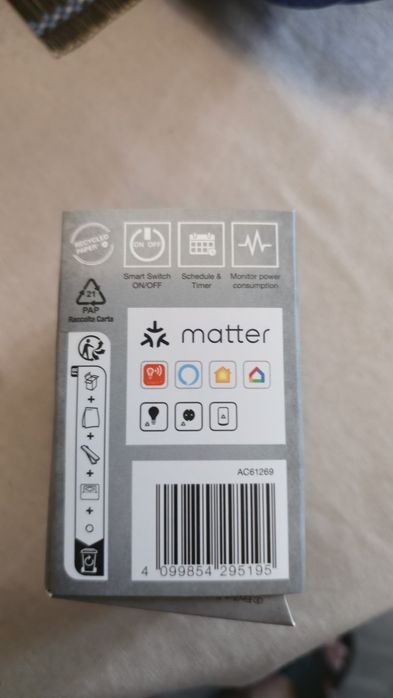 RECYCLED
PAPER
ON OFF
Smart Switch
ON/OFF
Schedule &
Timer
Monitor power
consumption
21
PAP
Raccolta Carta
matter
AC61269
4 099854 295195